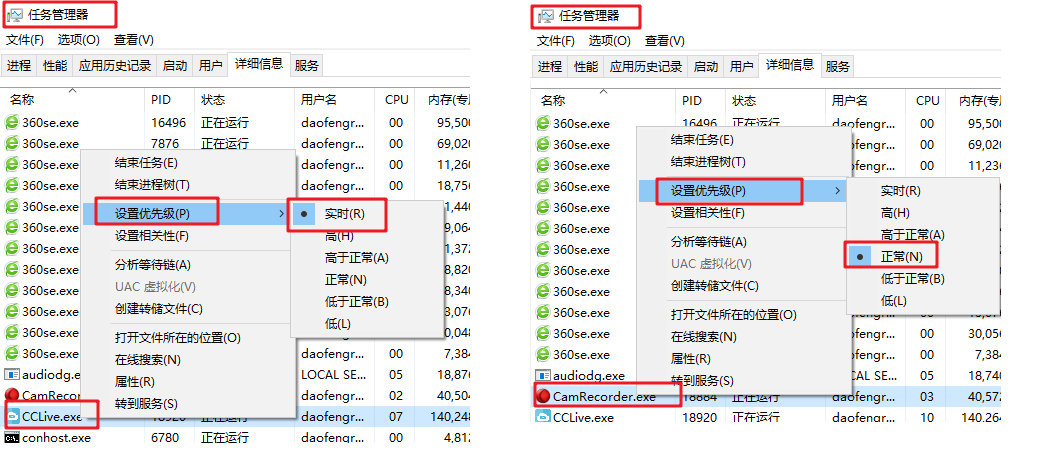 任务管理器
文件(F) 选项(O) 查看(V)
进程 性能 应用历史记录 启动 用户 详细信息 服务
名称 PID 状态 用户名 CPU 内存(专用
360se.exe 16496 正在运行 daofengr... 00 95,500
360se.exe 7876 正在运行 daofengr... 00 69,020
360se.exe daofengr... 00 11,260
360se.exe daofengr... 00 18,756
360se.exe 1,440
360se.exe 9,064
360se.exe 1,372
360se.exe 8,820
360se.exe 8,340
360se.exe 3,076
360se.exe 0,048
360se.exe daofengr... 00 7,384
audiodg.e LOCAL SE... 05 18,876
CamRecor daofengr... 02 40,504
CCLive.exe 18920 正在运行 daofengr... 07 140,248
conhost.exe 6780 正在运行 daofengr... 00 4,812
结束任务(E)
结束进程树(T)
设置优先级(P)
设置相关性(F)
分析等待链(A)
UAC 虚拟化(V)
创建转储文件(C)
打开文件所在的位置(O)
在线搜索(N)
属性(R)
转到服务(S)
实时(R)
高(H)
高于正常(A)
正常(N)
低于正常(B)
低(L)
任务管理器
文件(F) 选项(O) 查看(V)
进程 性能 应用历史记录 启动 用户 详细信息 服务
名称 PID 状态 用户名 CPU 内存(专用
360se.exe 16496 正在运行 daofengr... 00 95,500
360se.exe daofengr... 00 69,020
360se.exe daofengr... 00 11,236
360se.exe
360se.exe
360se.exe
360se.exe
360se.exe
360se.exe
360se.exe
360se.exe daofengr... 00 30,056
360se.exe daofengr... 00 7,384
audiodg.exe LOCAL SE... 05 18,740
CamRecorder.exe 18884 正在运行 daofengr... 03 40,572
CCLive.exe 18920 正在运行 daofengr... 10 140,264
结束任务(E)
结束进程树(T)
设置优先级(P)
设置相关性(F)
分析等待链(A)
UAC 虚拟化(V)
创建转储文件(C)
打开文件所在的位置(O)
在线搜索(N)
属性(R)
转到服务(S)
实时(R)
高(H)
高于正常(A)
正常(N)
低于正常(B)
低(L)